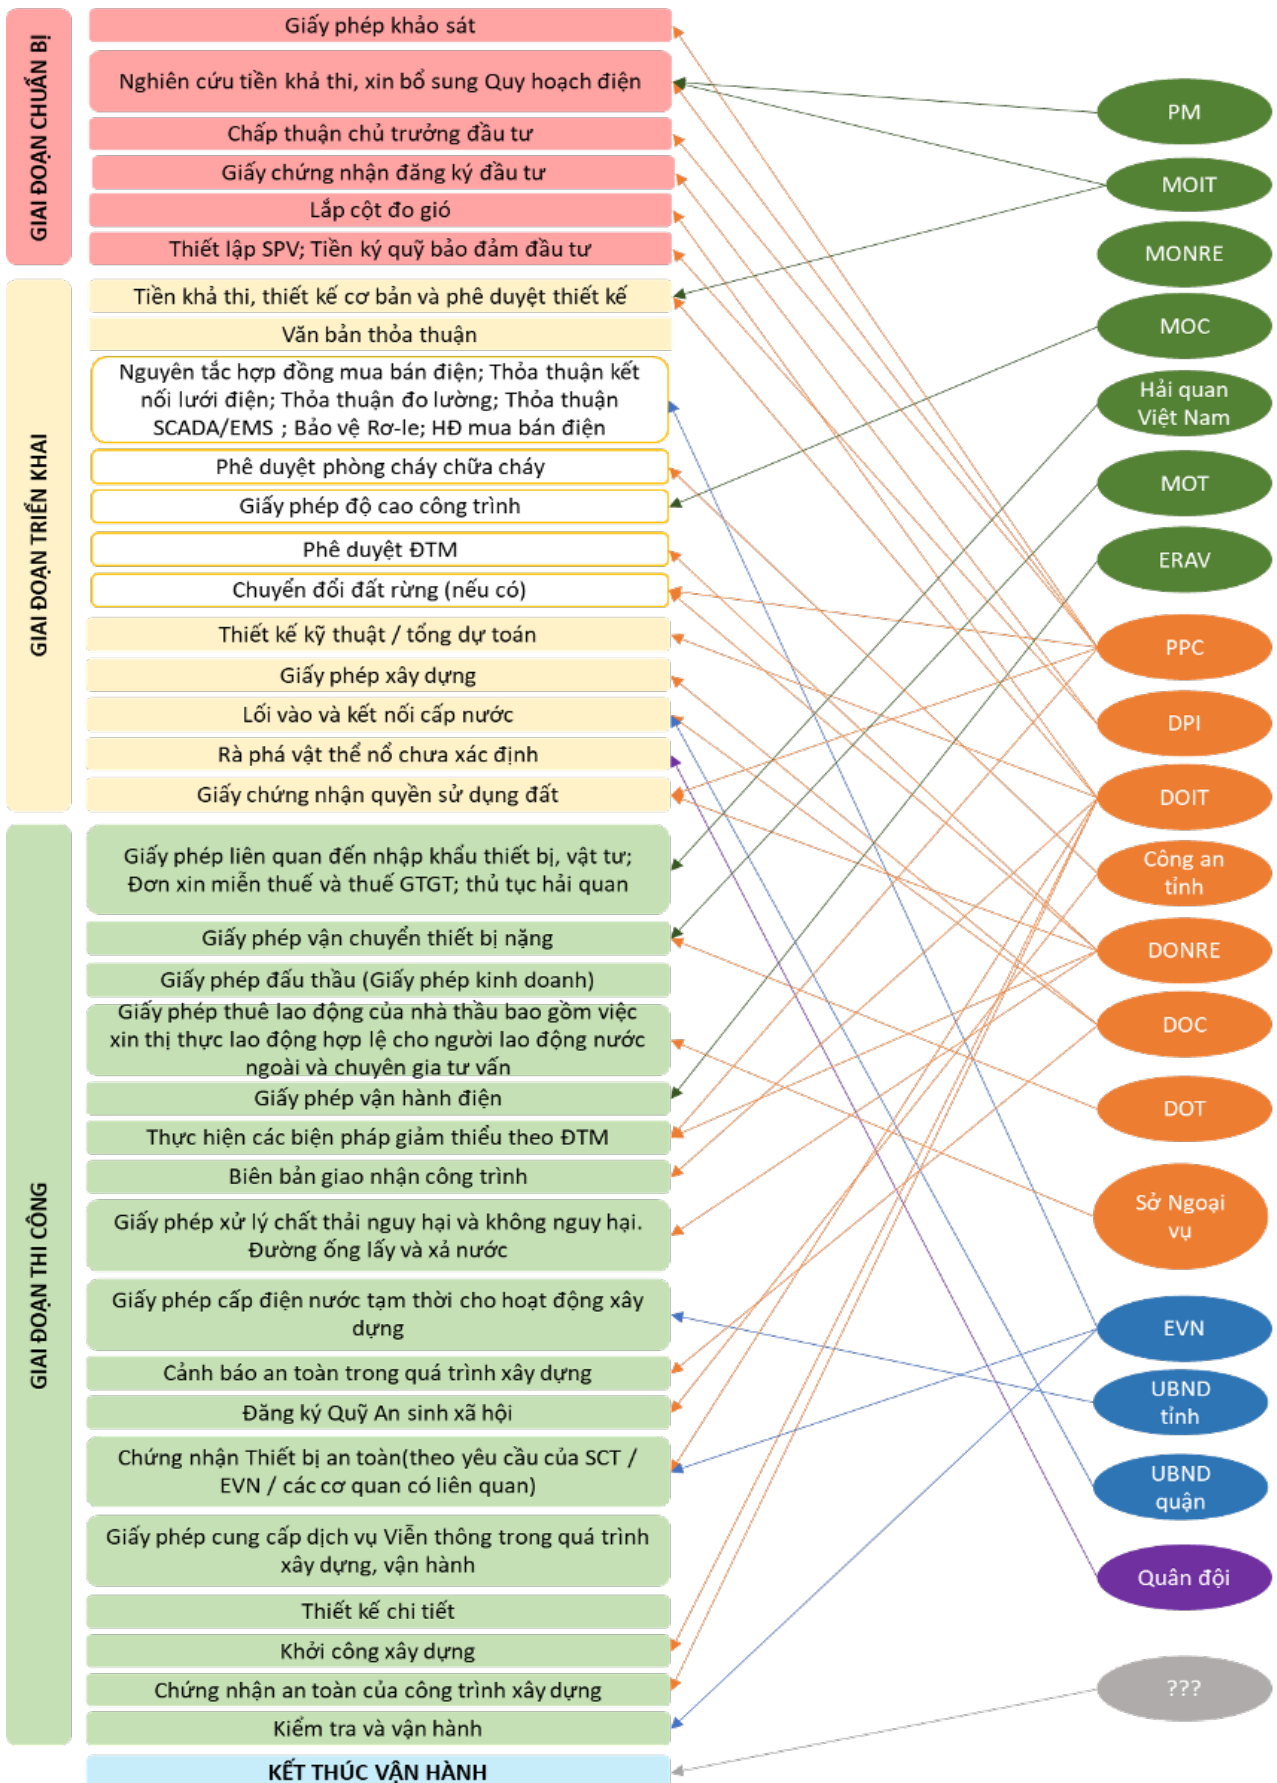 GIAI ĐOẠN CHUẨN BỊ
Giấy phép khảo sát
Nghiên cứu tiền khả thi, xin bổ sung Quy hoạch điện
Chấp thuận chủ trưởng đầu tư
Giấy chứng nhận đăng ký đầu tư
Lắp cột đo gió
Thiết lập SPV; Tiền ký quỹ bảo đảm đầu tư
GIAI ĐOẠN TRIỂN KHAI
Tiền khả thi, thiết kế cơ bản và phê duyệt thiết kế
Văn bản thỏa thuận
Nguyên tắc hợp đồng mua bán điện; Thỏa thuận kết
nối lưới điện; Thỏa thuận đo lường; Thỏa thuận
SCADA/EMS ; Bảo vệ Rơ-le; HĐ mua bán điện
Phê duyệt phòng cháy chữa cháy
Giấy phép độ cao công trình
Phê duyệt ĐTM
Chuyển đổi đất rừng (nếu có)
Thiết kế kỹ thuật / tổng dự toán
Giấy phép xây dựng
Lối vào và kết nối cấp nước
Rà phá vật thể nổ chưa xác định
Giấy chứng nhận quyền sử dụng đất
GIAI ĐOẠN THI CÔNG
Giấy phép liên quan đến nhập khẩu thiết bị, vật tư;
Đơn xin miễn thuế và thuế GTGT; thủ tục hải quan
Giấy phép vận chuyển thiết bị nặng
Giấy phép đấu thầu (Giấy phép kinh doanh)
Giấy phép thuê lao động của nhà thầu bao gồm việc
xin thị thực lao động hợp lệ cho người lao động nước
ngoài và chuyên gia tư vấn
Giấy phép vận hành điện
Thực hiện các biện pháp giảm thiểu theo ĐTM
Biên bản giao nhận công trình
Giấy phép xử lý chất thải nguy hại và không nguy hại.
Đường ống lấy và xả nước
Giấy phép cấp điện nước tạm thời cho hoạt động xây
dựng
Cảnh báo an toàn trong quá trình xây dựng
Đăng ký Quỹ An sinh xã hội
Chứng nhận Thiết bị an toàn(theo yêu cầu của SCT /
EVN / các cơ quan có liên quan)
Giấy phép cung cấp dịch vụ Viễn thông trong quá trình
xây dựng, vận hành
Thiết kế chi tiết
Khởi công xây dựng
Chứng nhận an toàn của công trình xây dựng
Kiểm tra và vận hành
KẾT THÚC VẬN HÀNH
PM
MOIT
MONRE
MOC
Hải quan
Việt Nam
MOT
ERAV
PPC
DPI
DOIT
Công an
tỉnh
DONRE
DOC
DOT
Sở Ngoại
vụ
EVN
UBND
tỉnh
UBND
quận
Quân đội
???